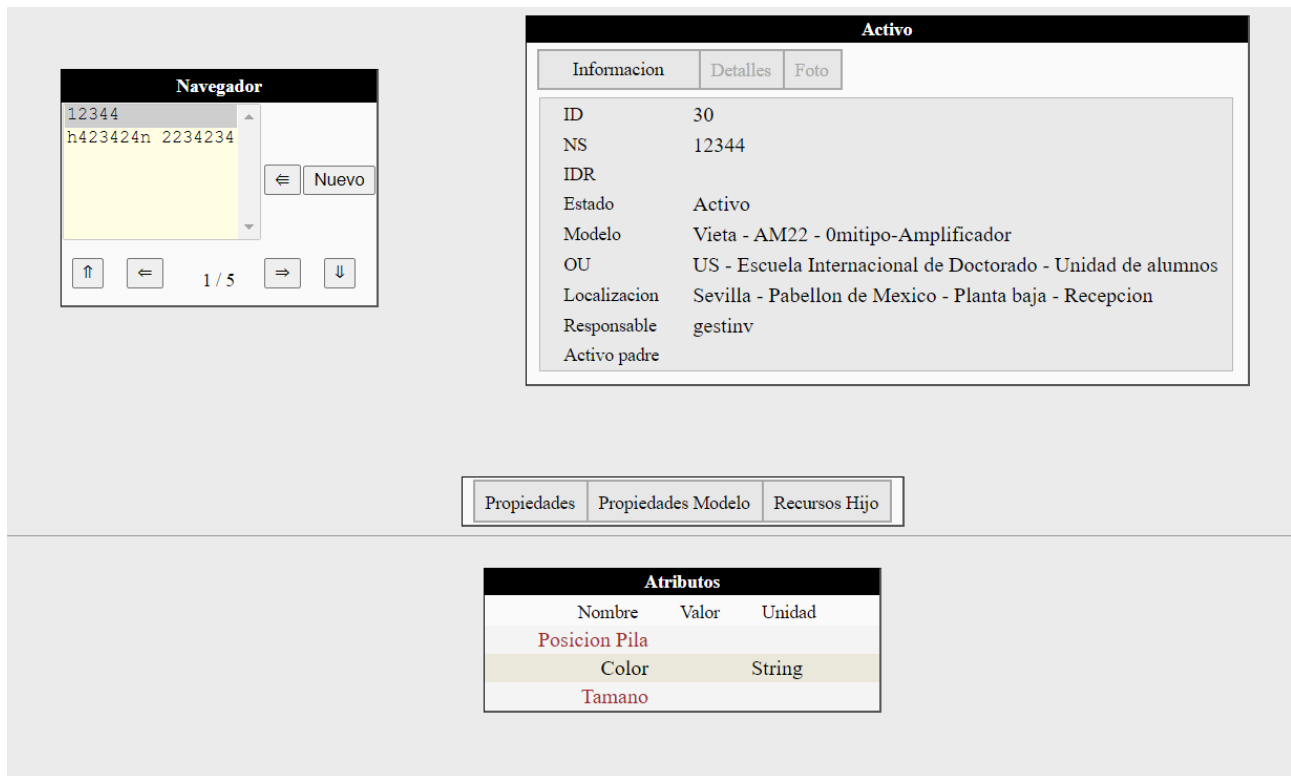 Navegador
12344
h423424n 2234234
⇚ Nuevo
⇑ ⇐ 1 / 5 ⇒ ⇓
Activo
Informacion Detalles Foto
ID 30
NS 12344
IDR
Estado Activo
Modelo Vieta - AM22 - 0mitipo-Amplificador
OU US - Escuela Internacional de Doctorado - Unidad de alumnos
Localizacion Sevilla - Pabellon de Mexico - Planta baja - Recepcion
Responsable gestinv
Activo padre
Propiedades Propiedades Modelo Recursos Hijo
Atributos
Nombre Valor Unidad
Posicion Pila
Color String
Tamano